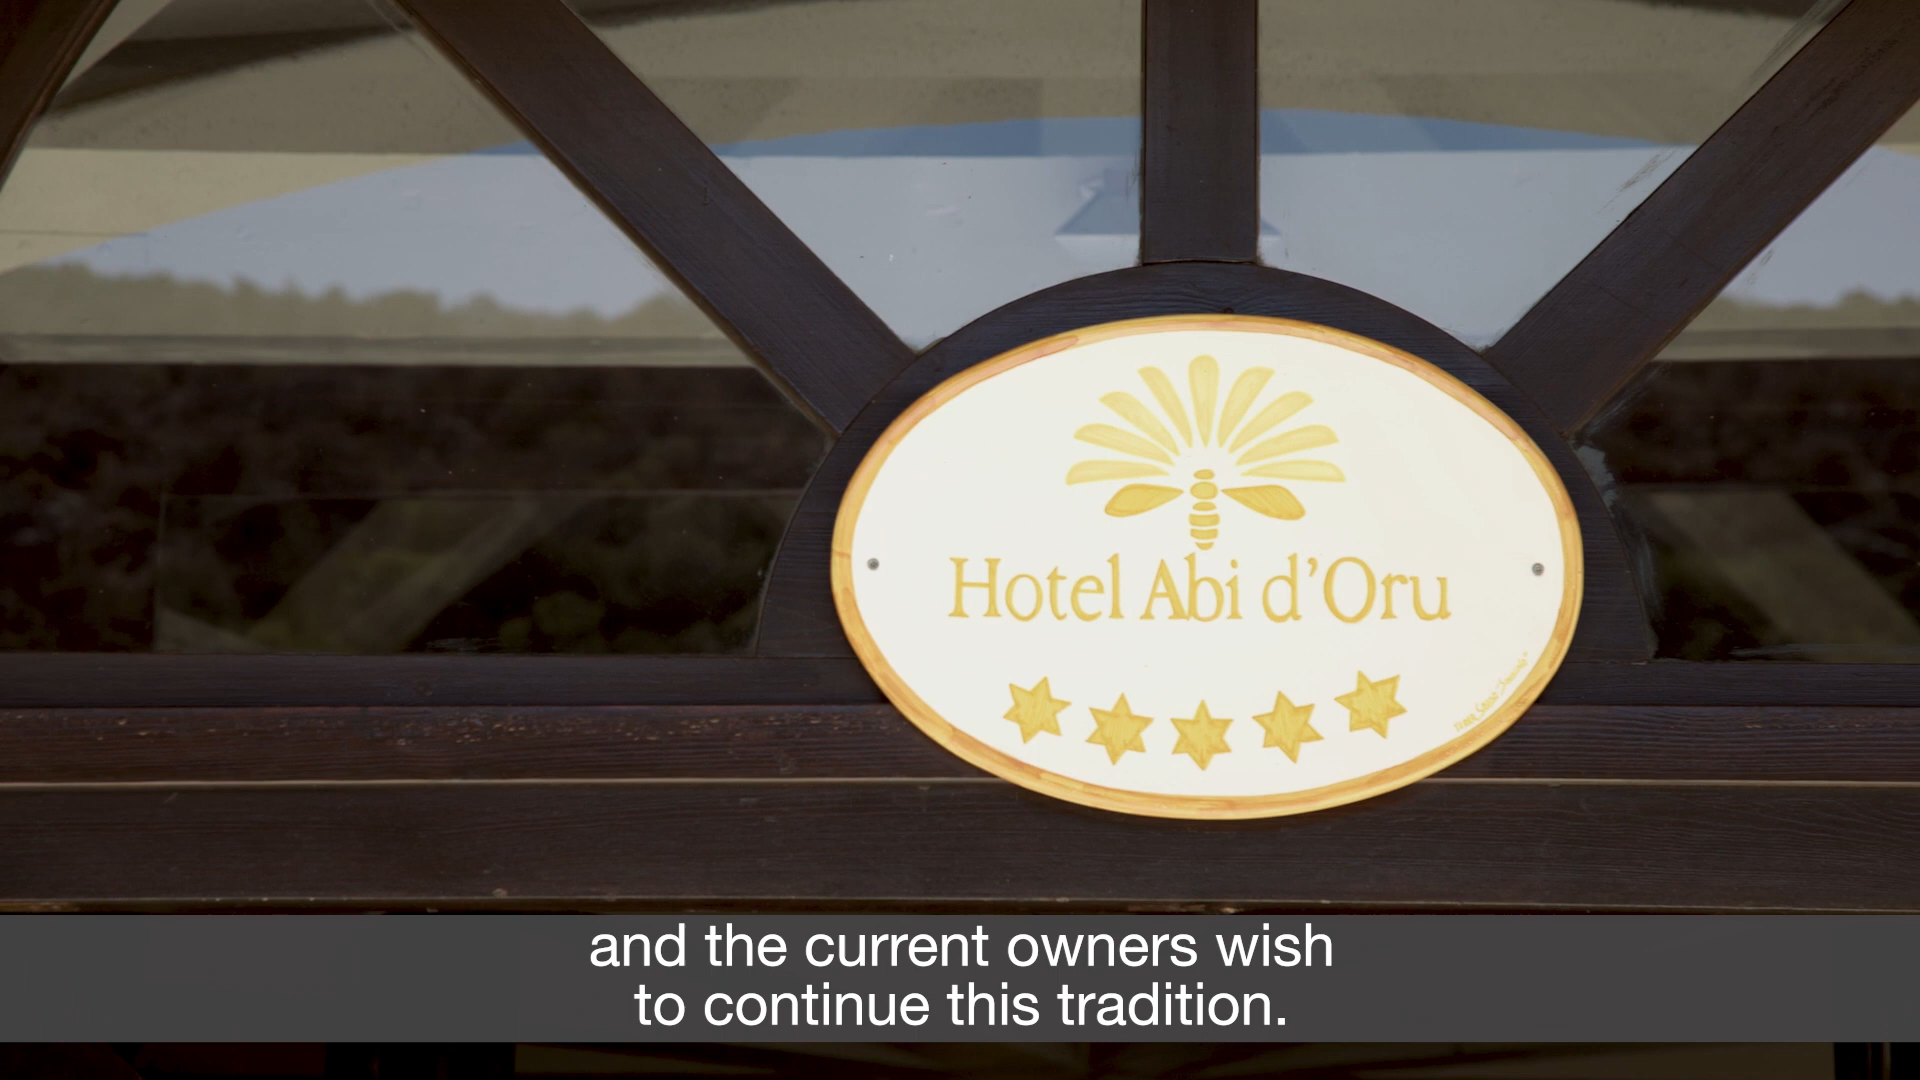 Hotel Abi d'Oru
and the current owners wish
to continue this tradition.